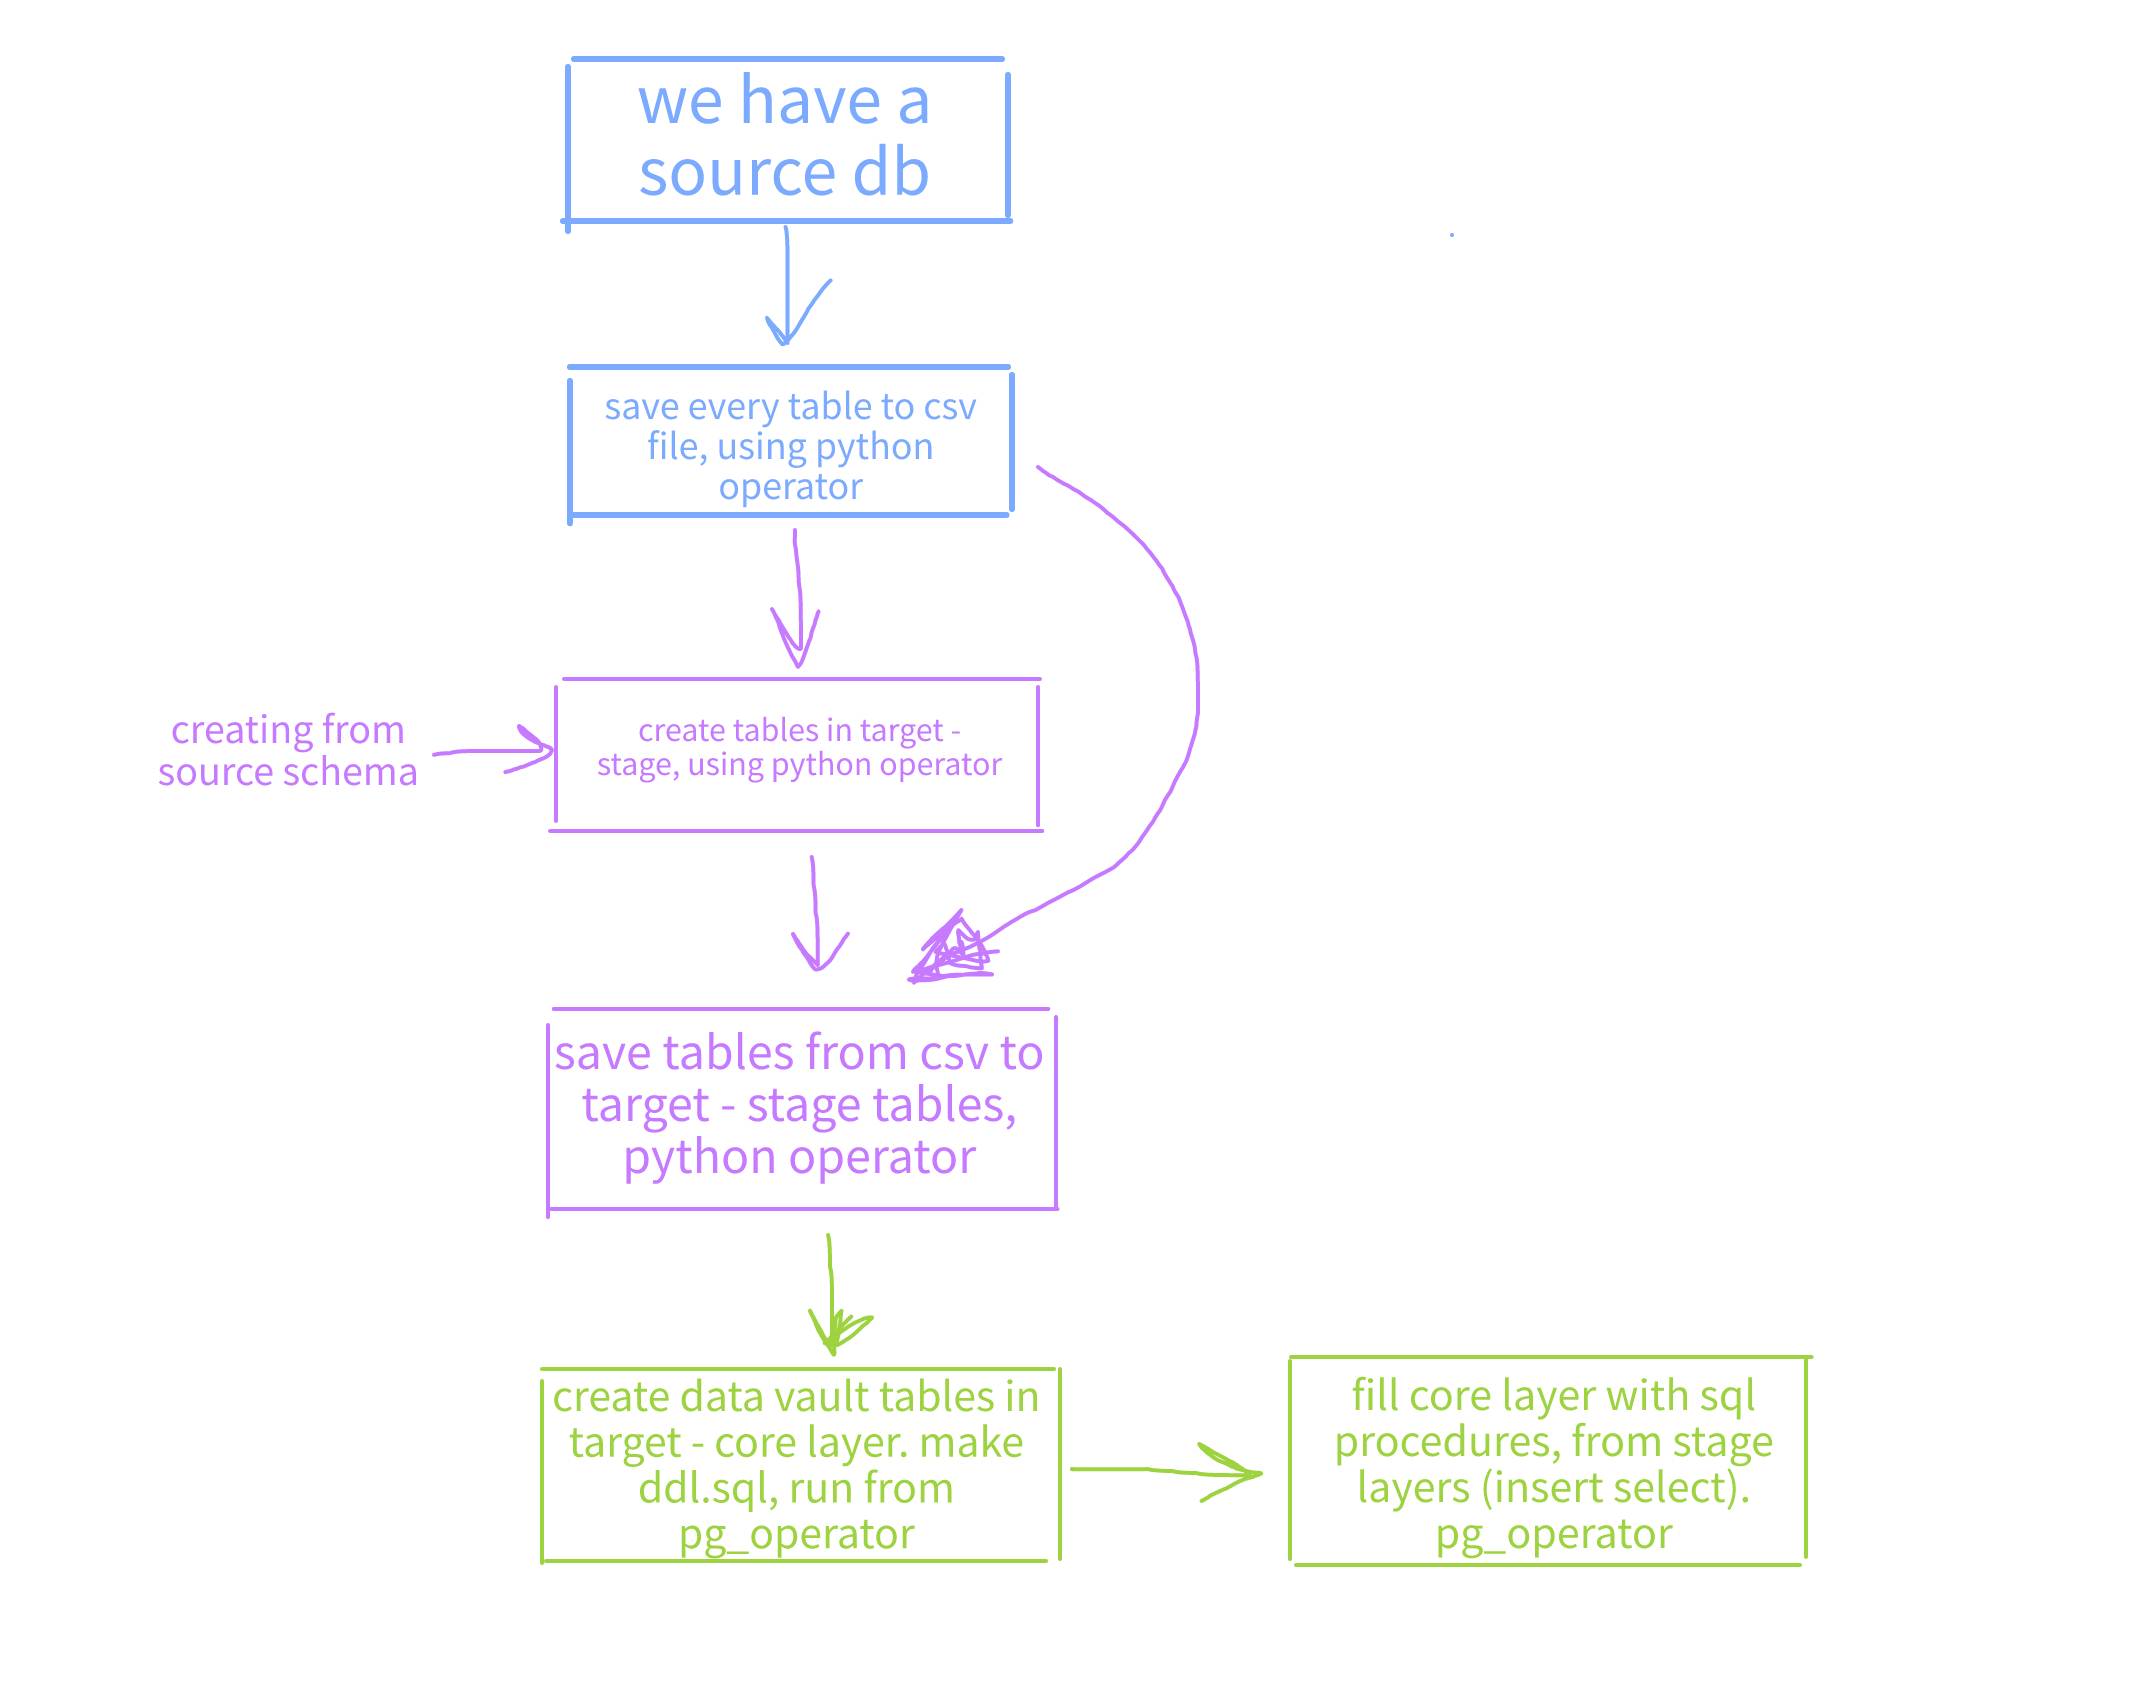 we have a
source db
save every table to csv
file, using python
operator
creating from
source schema
create tables in target -
stage, using python operator
save tables from csv to
target - stage tables,
python operator
create data vault tables in
target - core layer. make
ddl.sql, run from
pg_operator
fill core layer with sql
procedures, from stage
layers (insert select).
pg_operator